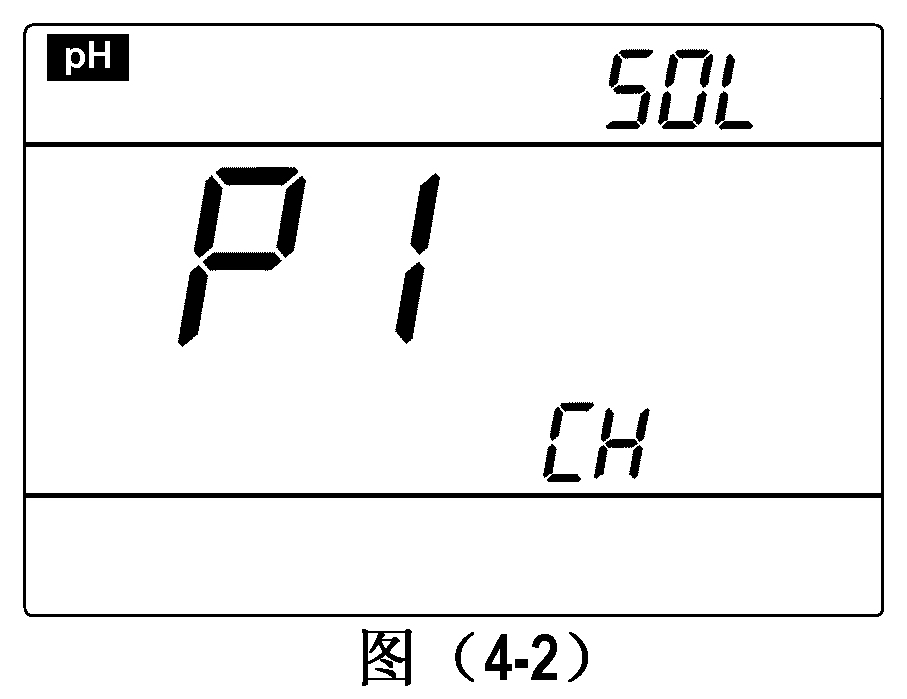 pH
SOL
P1
CH
图（4-2）